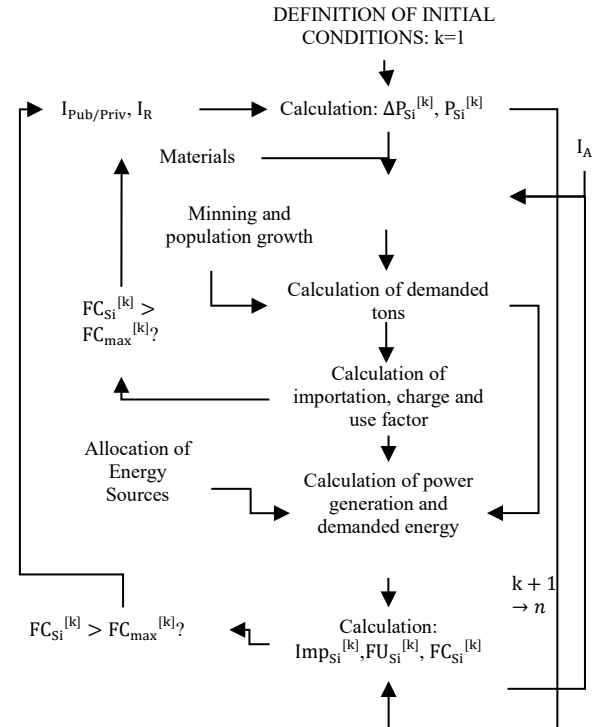 DEFINITION OF INITIAL
CONDITIONS: k=1
I_Pub/Priv, I_R
Calculation: ΔP_Si^[k], P_Si^[k]
I_A
Materials
Minning and
population growth
Calculation of demanded
tons
FC_Si^[k] >
FC_max^[k]?
Calculation of
importation, charge and
use factor
Allocation of
Energy
Sources
Calculation of power
generation and
demanded energy
k + 1
→ n
FC_Si^[k] > FC_max^[k]?
Calculation:
Imp_Si^[k],FU_Si^[k], FC_Si^[k]